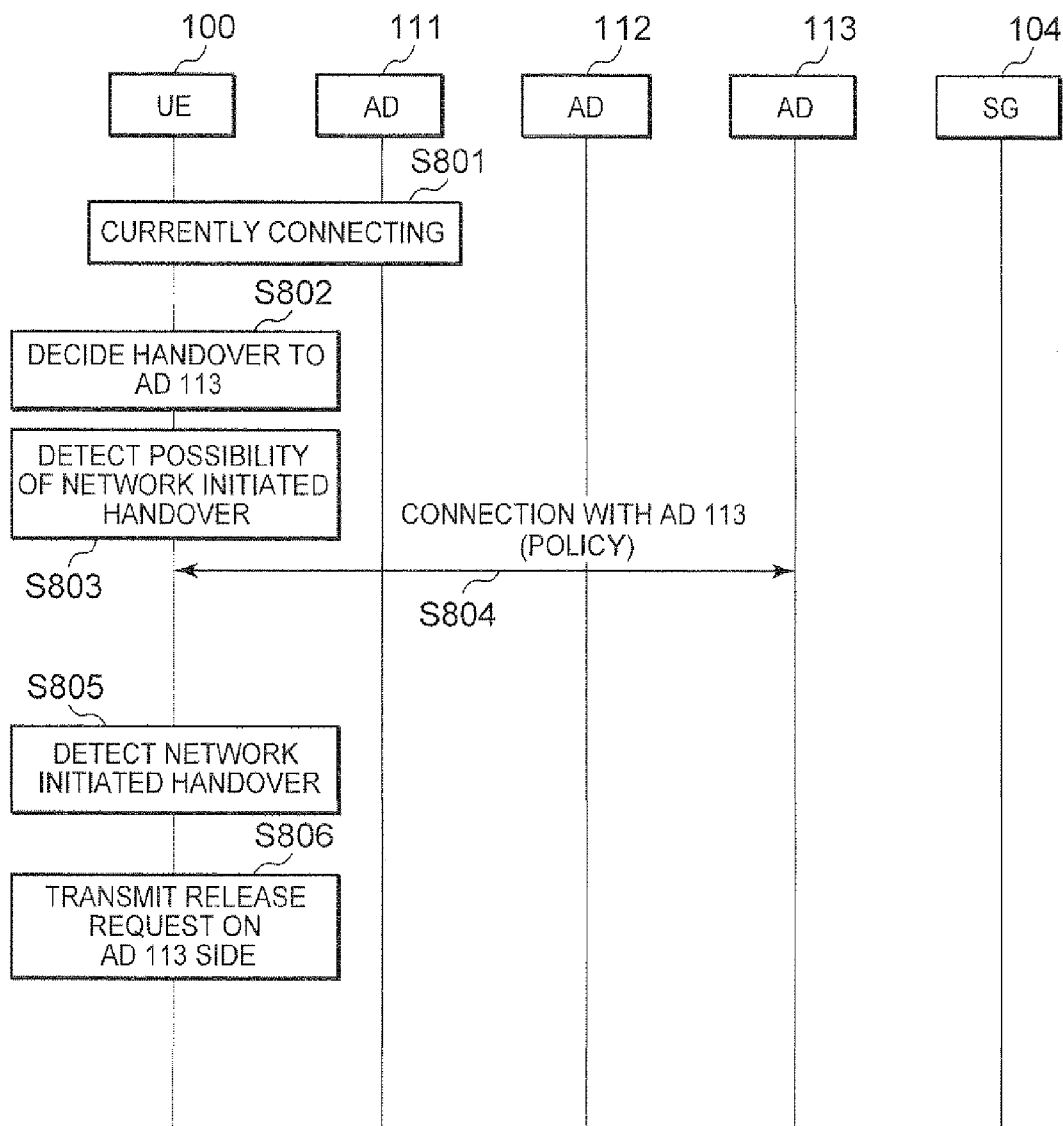 100
111
112
113
104
UE
AD
AD
AD
SG
S801
CURRENTLY CONNECTING
S802
DECIDE HANDOVER TO
AD 113
DETECT POSSIBILITY
OF NETWORK INITIATED
HANDOVER
S803
CONNECTION WITH AD 113
(POLICY)
S804
S805
DETECT NETWORK
INITIATED HANDOVER
S806
TRANSMIT RELEASE
REQUEST ON
AD 113 SIDE